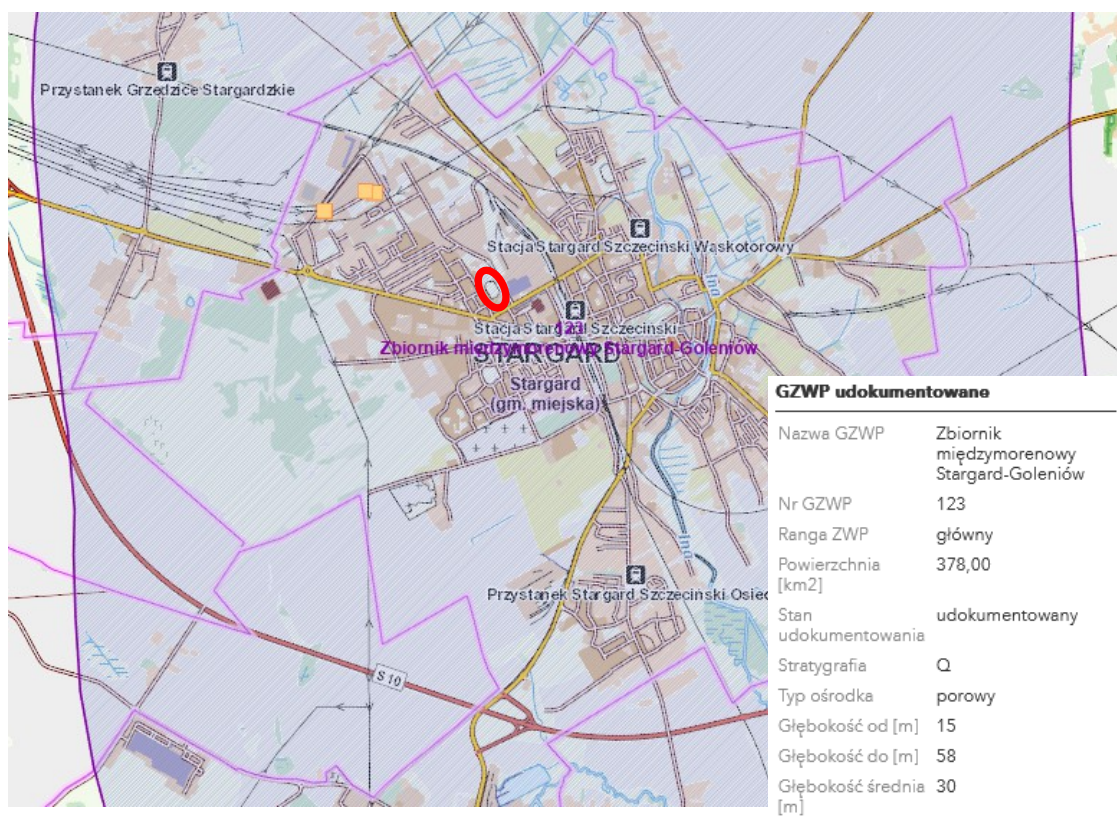 Przystanek Grzędzice Stargardzkie
Stacja Stargard Szczeciński Wąskotorowy
Ina
Stacja Stargard Szczeciński
123
Zbiornik międzymorenowy Stargard-Goleniów
STARGARD
Stargard
(gm. miejska)
Ina
Przystanek Stargard Szczeciński Osied
S 10
GZWP udokumentowane
Nazwa GZWP Zbiornik
międzymorenowy
Stargard-Goleniów
Nr GZWP 123
Ranga ZWP główny
Powierzchnia 378,00
[km2]
Stan udokumentowany
udokumentowania
Stratygrafia Q
Typ ośrodka porowy
Głębokość od [m] 15
Głębokość do [m] 58
Głębokość średnia 30
[m]